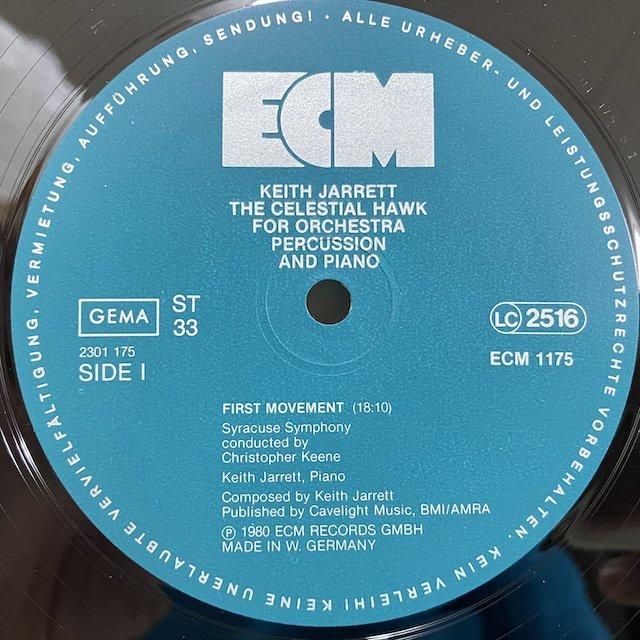 ALLE URHEBER- UND LEISTUNGSSCHUTZRECHTE VORBEHALTEN. KEIN VERLEIH! KEINE UNERLAUBTE VERVIELFÄLTIGUNG, VERMIETUNG, AUFFÜHRUNG, SENDUNG! •
ECM
KEITH JARRETT
THE CELESTIAL HAWK
FOR ORCHESTRA
PERCUSSION
AND PIANO
GEMA
ST
33
LC 2516
2301 175
SIDE I
ECM 1175
FIRST MOVEMENT (18:10)
Syracuse Symphony
conducted by
Christopher Keene
Keith Jarrett, Piano
Composed by Keith Jarrett
Published by Cavelight Music, BMI/AMRA
℗ 1980 ECM RECORDS GMBH
MADE IN W. GERMANY